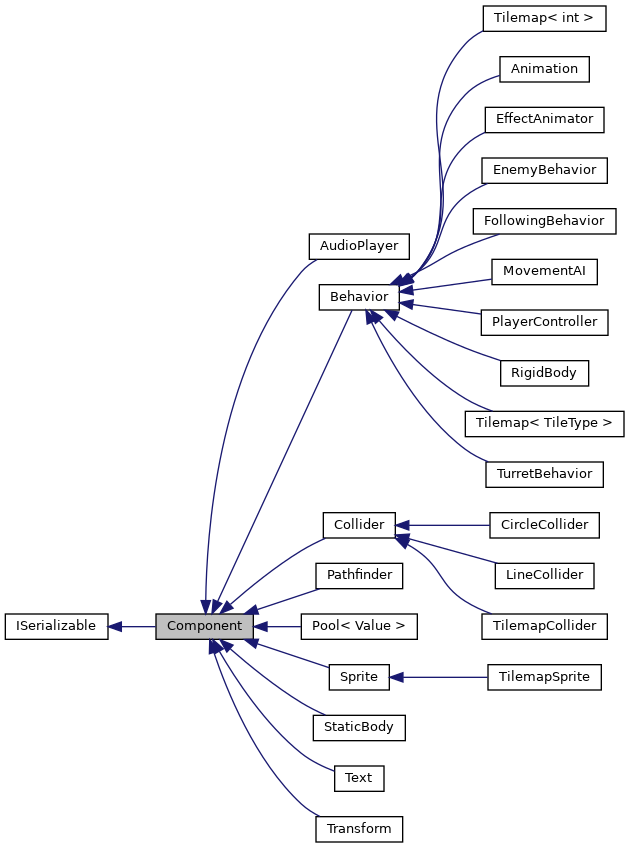 Tilemap< int >
Animation
EffectAnimator
EnemyBehavior
FollowingBehavior
AudioPlayer
MovementAI
Behavior
PlayerController
RigidBody
Tilemap< TileType >
TurretBehavior
Collider
CircleCollider
Pathfinder
LineCollider
ISerializable
Component
Pool< Value >
TilemapCollider
Sprite
TilemapSprite
StaticBody
Text
Transform